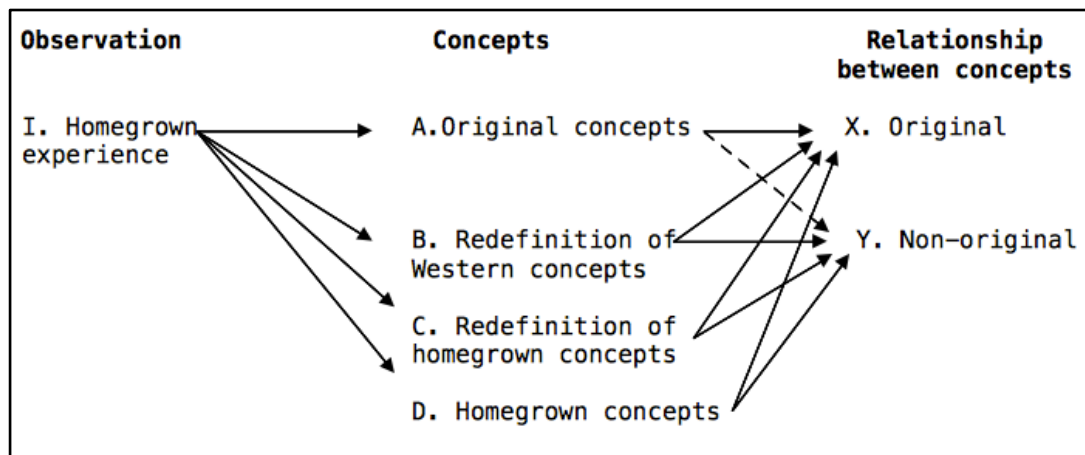 Observation
Concepts
Relationship
between concepts
I. Homegrown
experience
A.Original concepts
X. Original
B. Redefinition of
Western concepts
Y. Non-original
C. Redefinition of
homegrown concepts
D. Homegrown concepts